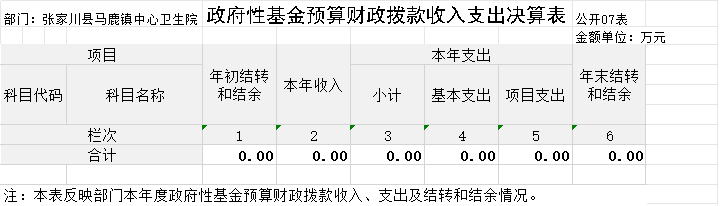 部门：张家川县马鹿镇中心卫生院 政府性基金预算财政拨款收入支出决算表 公开07表
金额单位：万元
项目 年初结转和结余 本年收入 本年支出 年末结转和结余
科目代码 科目名称 小计 基本支出 项目支出
栏次 1 2 3 4 5 6
合计 0.00 0.00 0.00 0.00 0.00 0.00
注：本表反映部门本年度政府性基金预算财政拨款收入、支出及结转和结余情况。